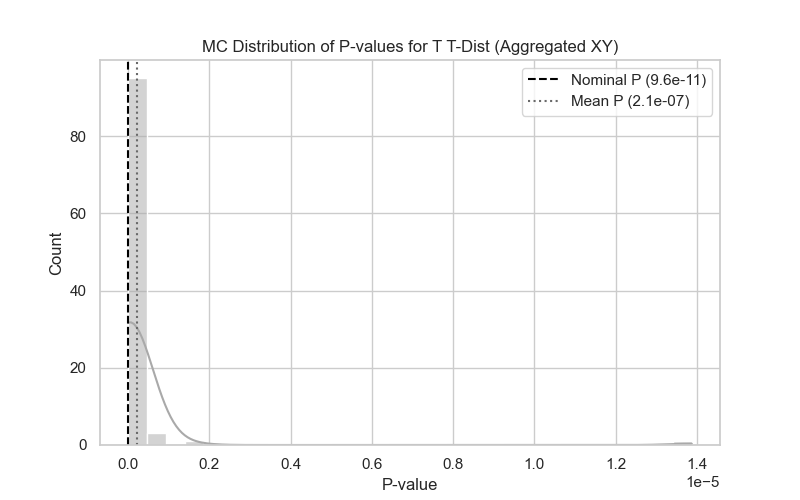 MC Distribution of P-values for T T-Dist (Aggregated XY)
Nominal P (9.6e-11)
Mean P (2.1e-07)
Count
80
60
40
20
0
0.0 0.2 0.4 0.6 0.8 1.0 1.2 1.4
1e−5
P-value